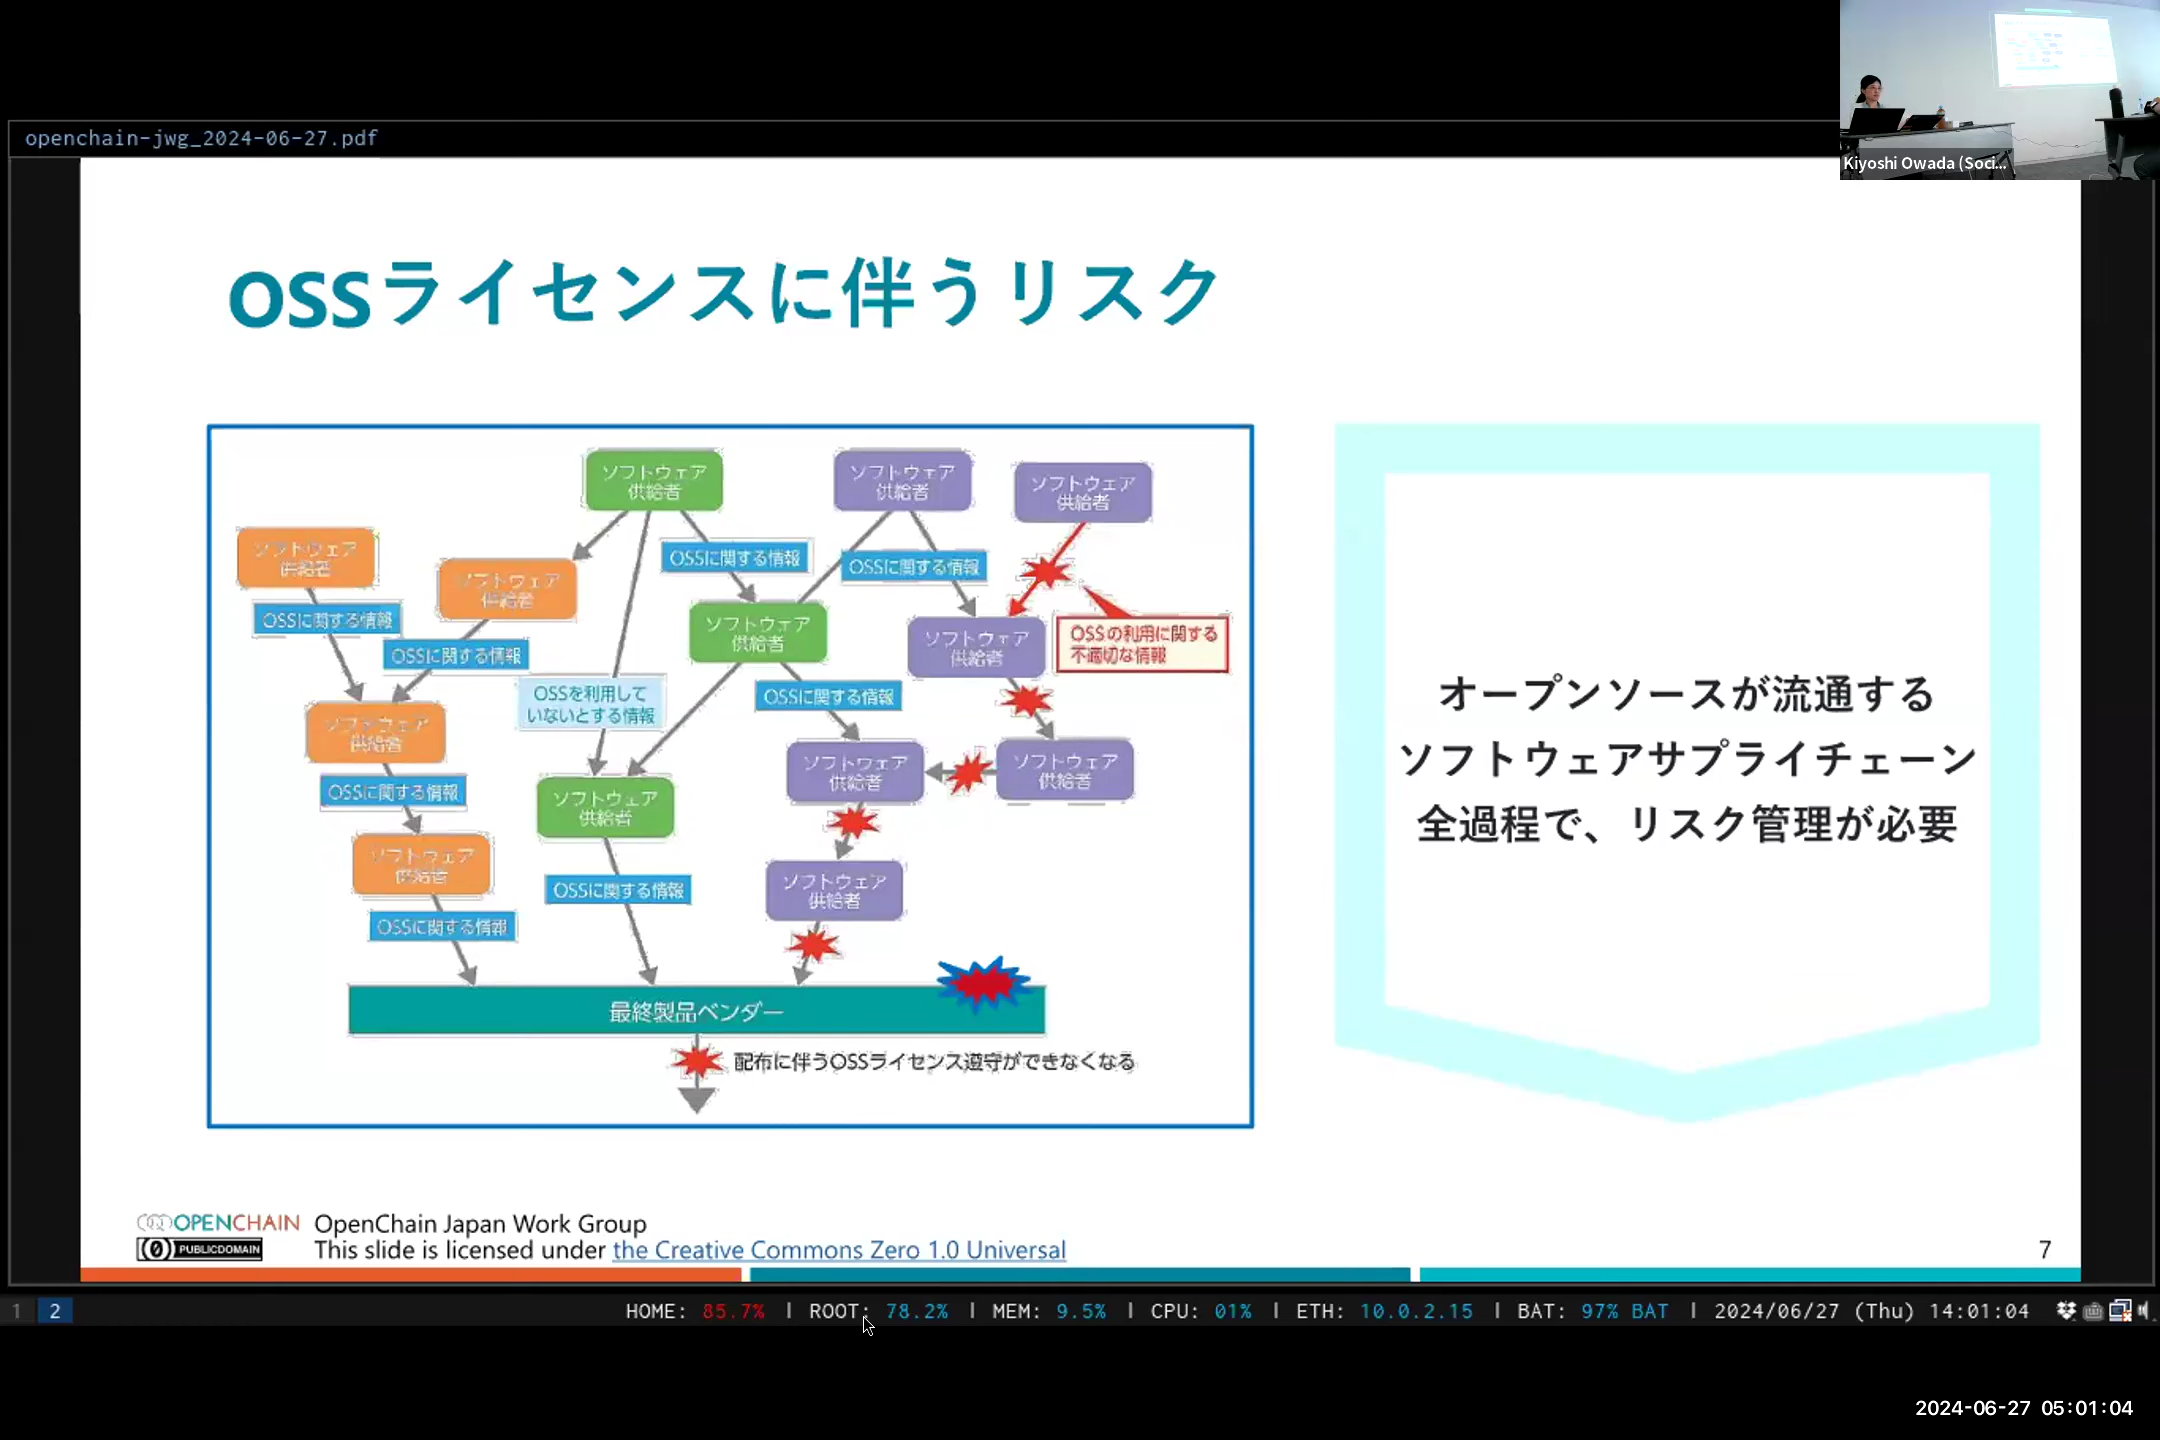 Kiyoshi Owada (Soci...
openchain-jwg_2024-06-27.pdf
OSSライセンスに伴うリスク
ソフトウェア
供給者
ソフトウェア
供給者
ソフトウェア
供給者
ソフトウェア
供給者
ソフトウェア
供給者
OSSに関する情報
OSSに関する情報
OSSに関する情報
OSSに関する情報
ソフトウェア
供給者
ソフトウェア
供給者
OSSの利用に関する
不適切な情報
OSSを利用して
いないとする情報
OSSに関する情報
ソフトウェア
供給者
ソフトウェア
供給者
ソフトウェア
供給者
OSSに関する情報
ソフトウェア
供給者
ソフトウェア
供給者
OSSに関する情報
ソフトウェア
供給者
OSSに関する情報
最終製品ベンダー
配布に伴うOSSライセンス遵守ができなくなる
オープンソースが流通する
ソフトウェアサプライチェーン
全過程で、リスク管理が必要
OPENCHAIN
PUBLIC DOMAIN
OpenChain Japan Work Group
This slide is licensed under the Creative Commons Zero 1.0 Universal
7
1 2
HOME: 85.7% | ROOT: 78.2% | MEM: 9.5% | CPU: 01% | ETH: 10.0.2.15 | BAT: 97% BAT | 2024/06/27 (Thu) 14:01:04
2024-06-27 05:01:04